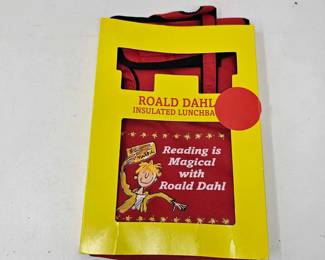 ROALD DAHL
INSULATED LUNCHBA
Reading is
Magical
with
Roald Dahl